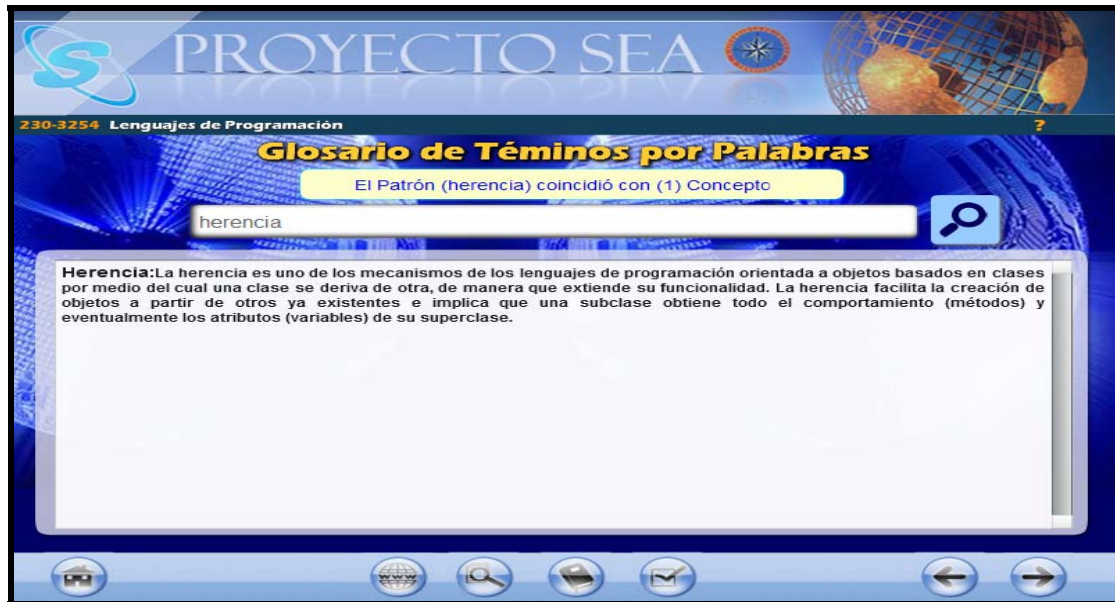 PROYECTO SEA
230-3254 Lenguajes de Programación ?
Glosario de Téminos por Palabras
El Patrón (herencia) coincidió con (1) Concepto
herencia
Herencia:La herencia es uno de los mecanismos de los lenguajes de programación orientada a objetos basados en clases
por medio del cual una clase se deriva de otra, de manera que extiende su funcionalidad. La herencia facilita la creación de
objetos a partir de otros ya existentes e implica que una subclase obtiene todo el comportamiento (métodos) y
eventualmente los atributos (variables) de su superclase.
www